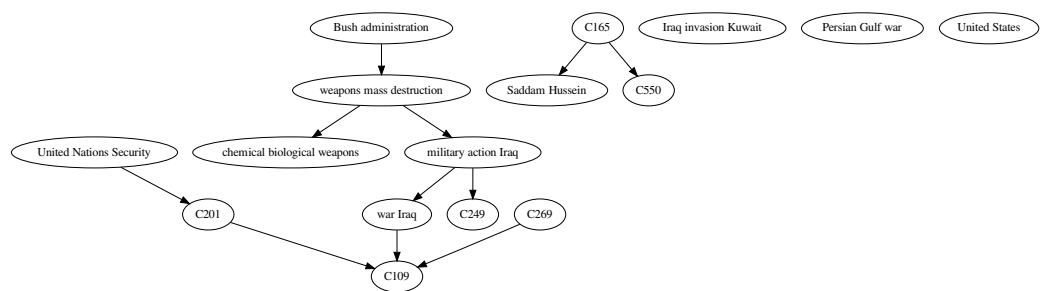 Bush administration
C165
Iraq invasion Kuwait
Persian Gulf war
United States
weapons mass destruction
Saddam Hussein
C550
United Nations Security
chemical biological weapons
military action Iraq
C201
war Iraq
C249
C269
C109